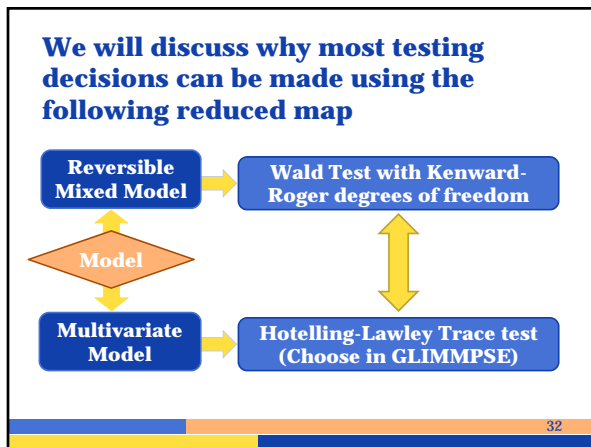 We will discuss why most testing
decisions can be made using the
following reduced map
Reversible
Mixed Model
Wald Test with Kenward-
Roger degrees of freedom
Model
Multivariate
Model
Hotelling-Lawley Trace test
(Choose in GLIMMPSE)
32